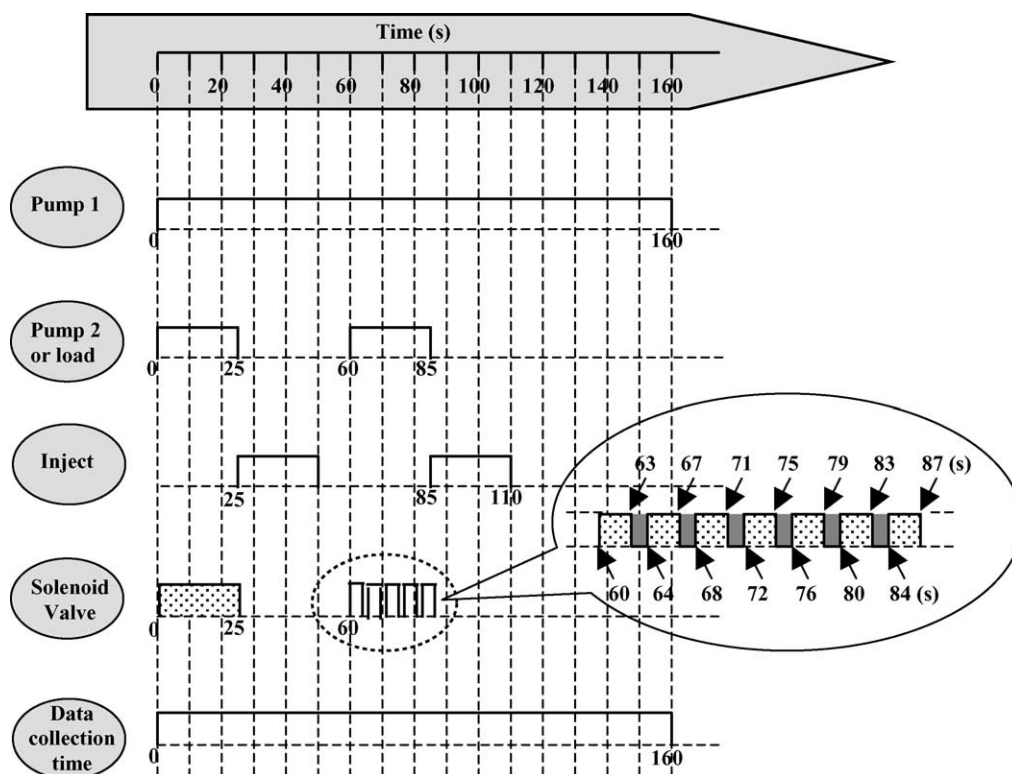 Time (s)
0 20 40 60 80 100 120 140 160
Pump 1
0 160
Pump 2
or load
0 25 60 85
Inject
25 85 110
63 67 71 75 79 83 87 (s)
60 64 68 72 76 80 84 (s)
Solenoid
Valve
0 25 60
Data
collection
time
0 160